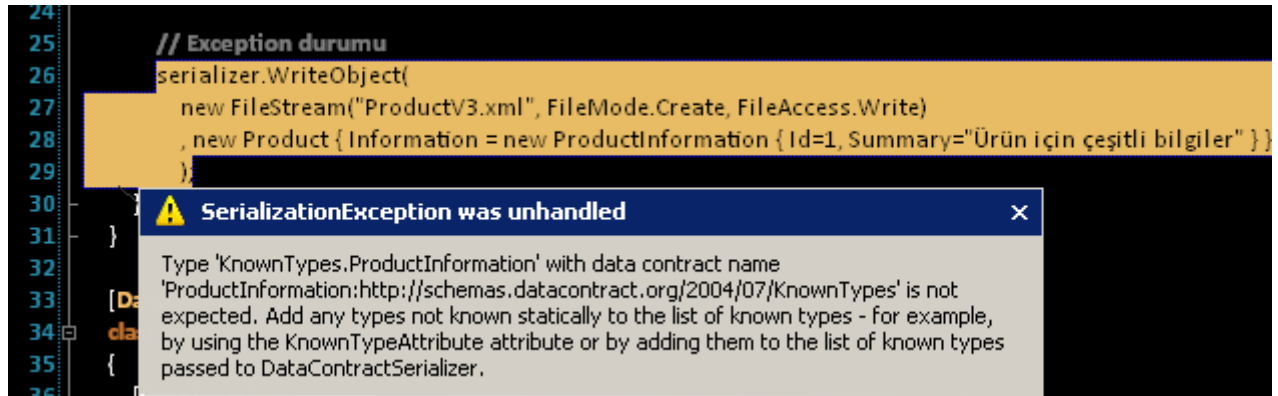 24
25 // Exception durumu
26 serializer.WriteObject(
27 new FileStream("ProductV3.xml", FileMode.Create, FileAccess.Write)
28 , new Product { Information = new ProductInformation { Id=1, Summary="Ürün için çeşitli bilgiler" } }
29 );
30 }
SerializationException was unhandled
31 }
32
Type 'KnownTypes.ProductInformation' with data contract name
33 [Da
'ProductInformation:http://schemas.datacontract.org/2004/07/KnownTypes' is not
34 cla
expected. Add any types not known statically to the list of known types - for example,
35 {
by using the KnownTypeAttribute attribute or by adding them to the list of known types
passed to DataContractSerializer.
36